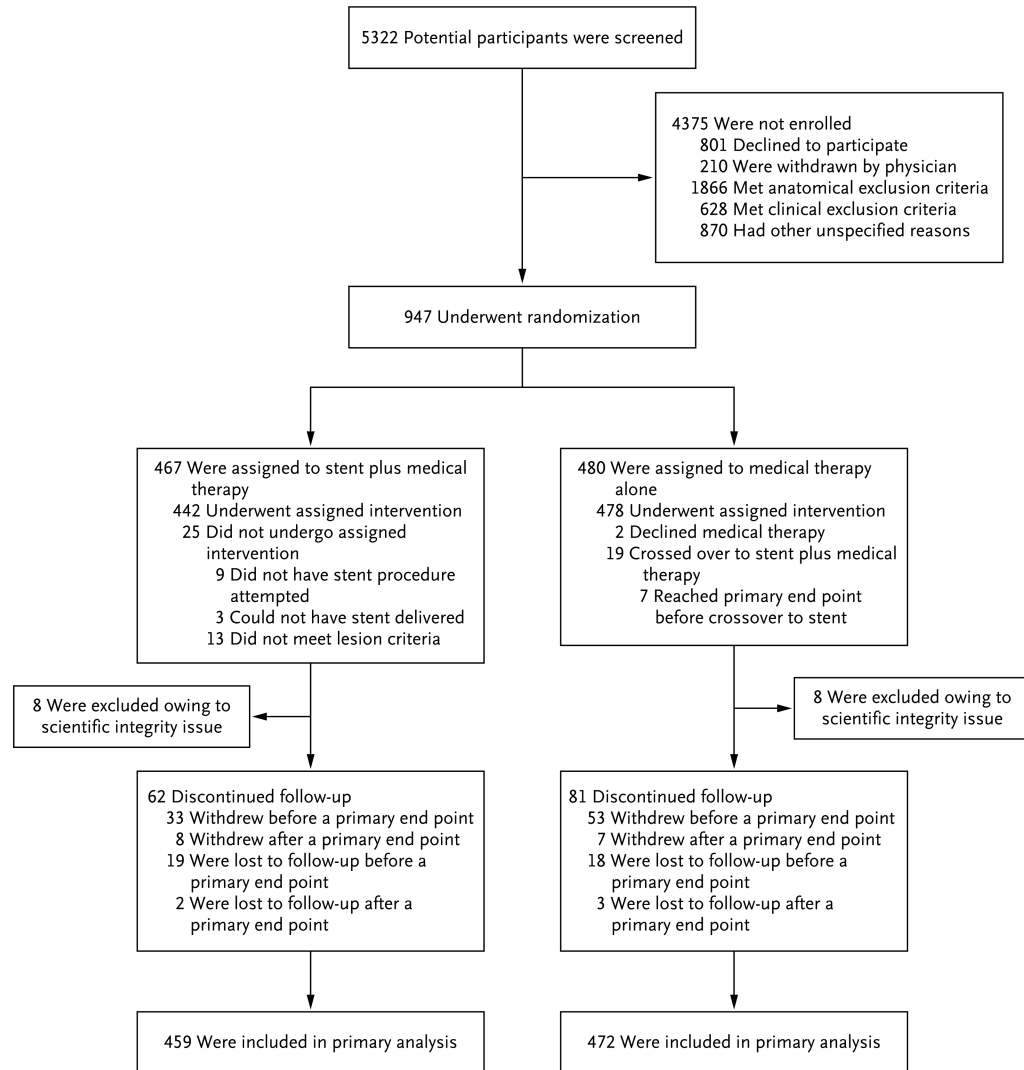 5322 Potential participants were screened
4375 Were not enrolled
801 Declined to participate
210 Were withdrawn by physician
1866 Met anatomical exclusion criteria
628 Met clinical exclusion criteria
870 Had other unspecified reasons
947 Underwent randomization
467 Were assigned to stent plus medical
therapy
442 Underwent assigned intervention
25 Did not undergo assigned
intervention
9 Did not have stent procedure
attempted
3 Could not have stent delivered
13 Did not meet lesion criteria
480 Were assigned to medical therapy
alone
478 Underwent assigned intervention
2 Declined medical therapy
19 Crossed over to stent plus medical
therapy
7 Reached primary end point
before crossover to stent
8 Were excluded owing to
scientific integrity issue
8 Were excluded owing to
scientific integrity issue
62 Discontinued follow-up
33 Withdrew before a primary end point
8 Withdrew after a primary end point
19 Were lost to follow-up before a
primary end point
2 Were lost to follow-up after a
primary end point
81 Discontinued follow-up
53 Withdrew before a primary end point
7 Withdrew after a primary end point
18 Were lost to follow-up before a
primary end point
3 Were lost to follow-up after a
primary end point
459 Were included in primary analysis
472 Were included in primary analysis